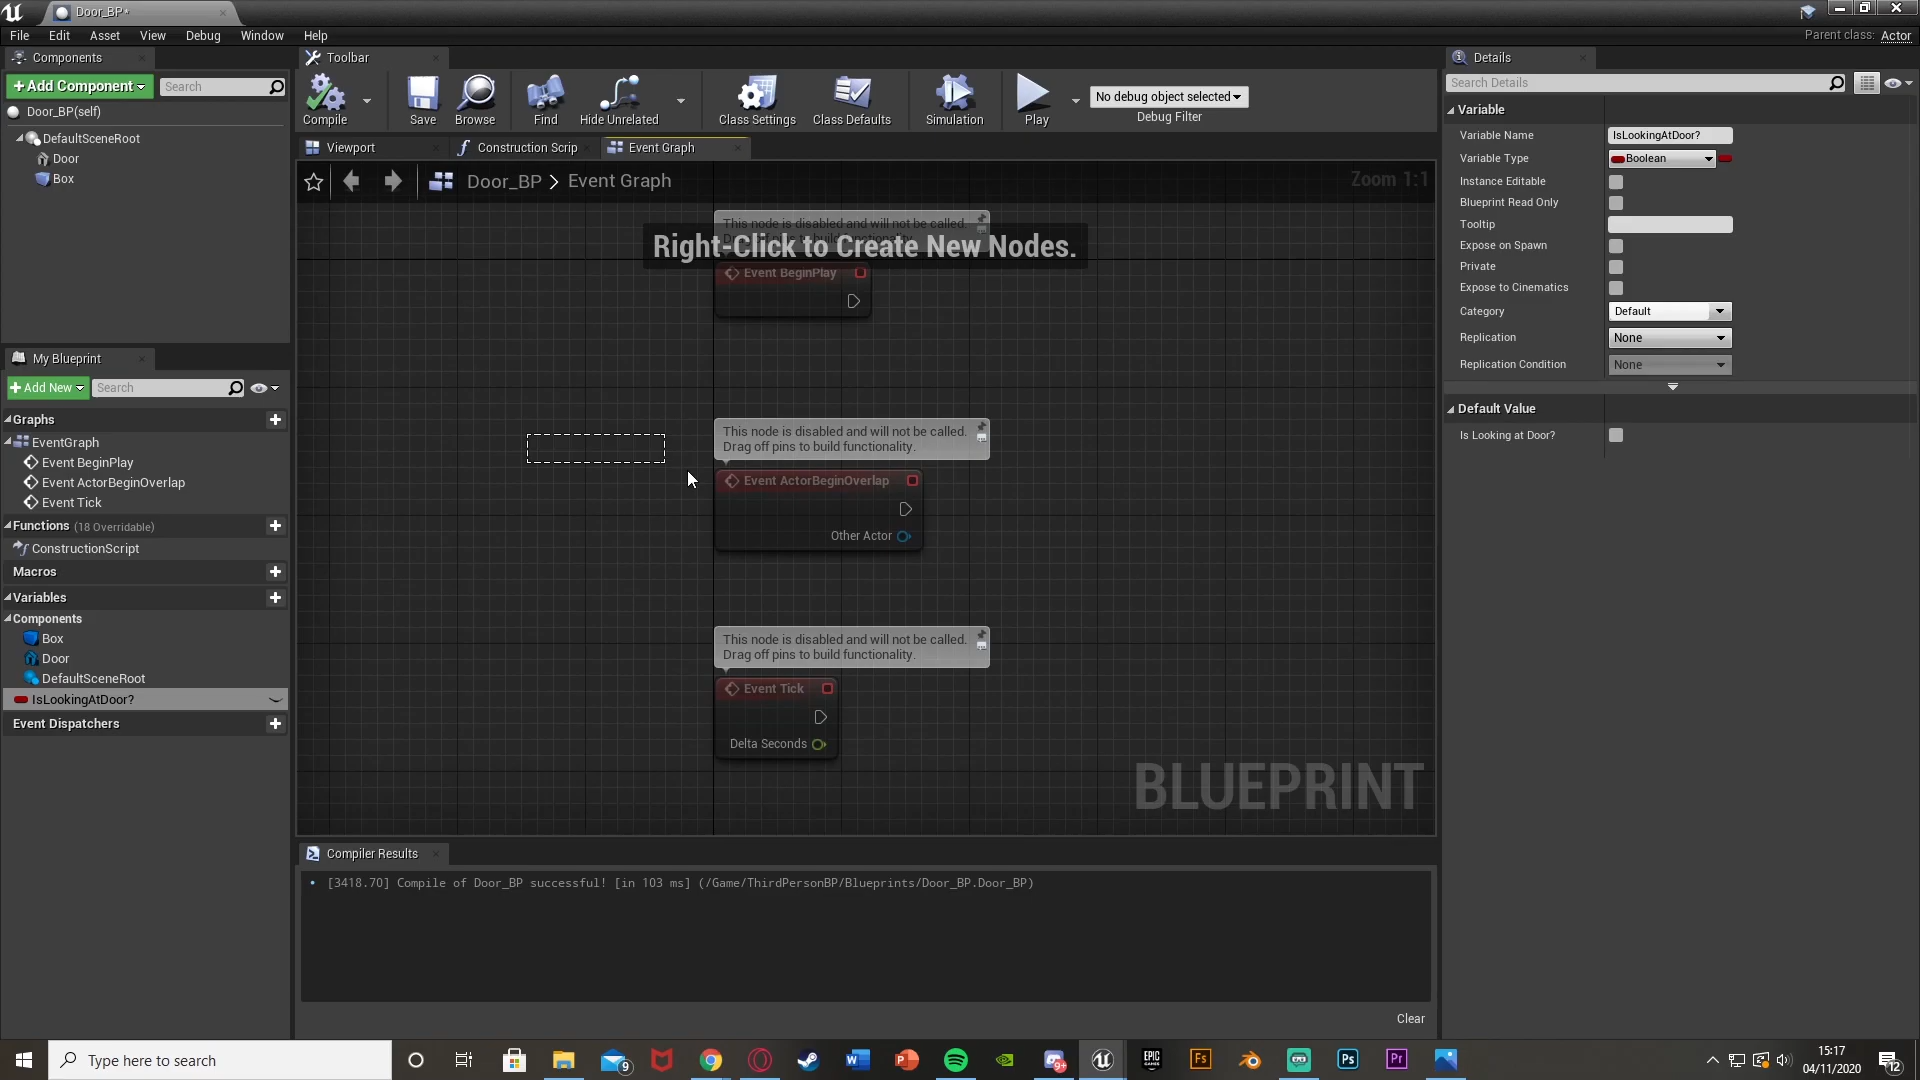 Door_BP*
File Edit Asset View Debug Window Help
Parent class: Actor
Components
Toolbar
Details
Add Component
Search
Compile
Save
Browse
Find
Hide Unrelated
Class Settings
Class Defaults
Simulation
Play
No debug object selected
Debug Filter
Search Details
Door_BP(self)
DefaultSceneRoot
Door
Box
Viewport
Construction Scrip
Event Graph
Door_BP > Event Graph
Zoom 1:1
This node is disabled and will not be called.
Right-Click to Create New Nodes.
Event BeginPlay
This node is disabled and will not be called.
Drag off pins to build functionality.
Event ActorBeginOverlap
Other Actor
This node is disabled and will not be called.
Drag off pins to build functionality.
Event Tick
Delta Seconds
BLUEPRINT
Variable
Variable Name IsLookingAtDoor?
Variable Type Boolean
Instance Editable
Blueprint Read Only
Tooltip
Expose on Spawn
Private
Expose to Cinematics
Category Default
Replication None
Replication Condition None
Default Value
Is Looking at Door?
My Blueprint
Add New
Search
Graphs
EventGraph
Event BeginPlay
Event ActorBeginOverlap
Event Tick
Functions (18 Overridable)
ConstructionScript
Macros
Variables
Components
Box
Door
DefaultSceneRoot
IsLookingAtDoor?
Event Dispatchers
Compiler Results
• [3418.70] Compile of Door_BP successful! [in 103 ms] (/Game/ThirdPersonBP/Blueprints/Door_BP.Door_BP)
Clear
Type here to search
9
W
P
9+
EPIC GAMES
Fs
Ps
Pr
15:17
04/11/2020
12